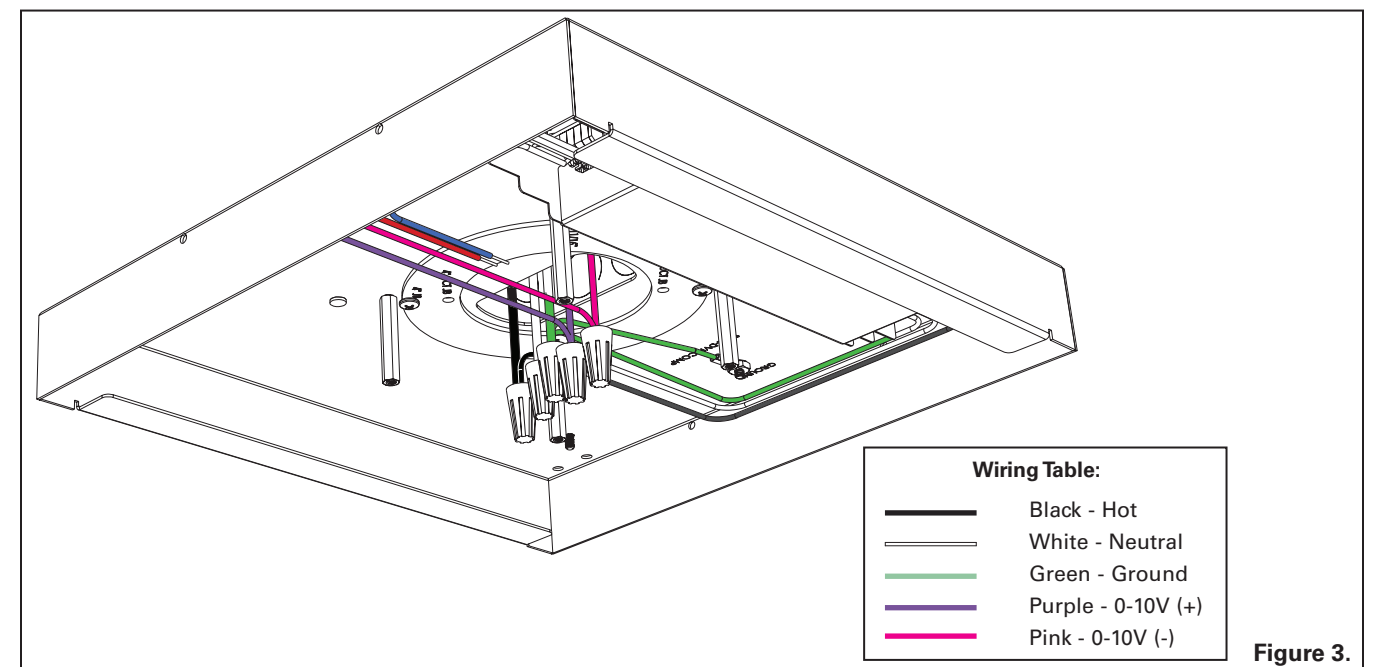 Wiring Table:
Black - Hot
White - Neutral
Green - Ground
Purple - 0-10V (+)
Pink - 0-10V (-)
Figure 3.